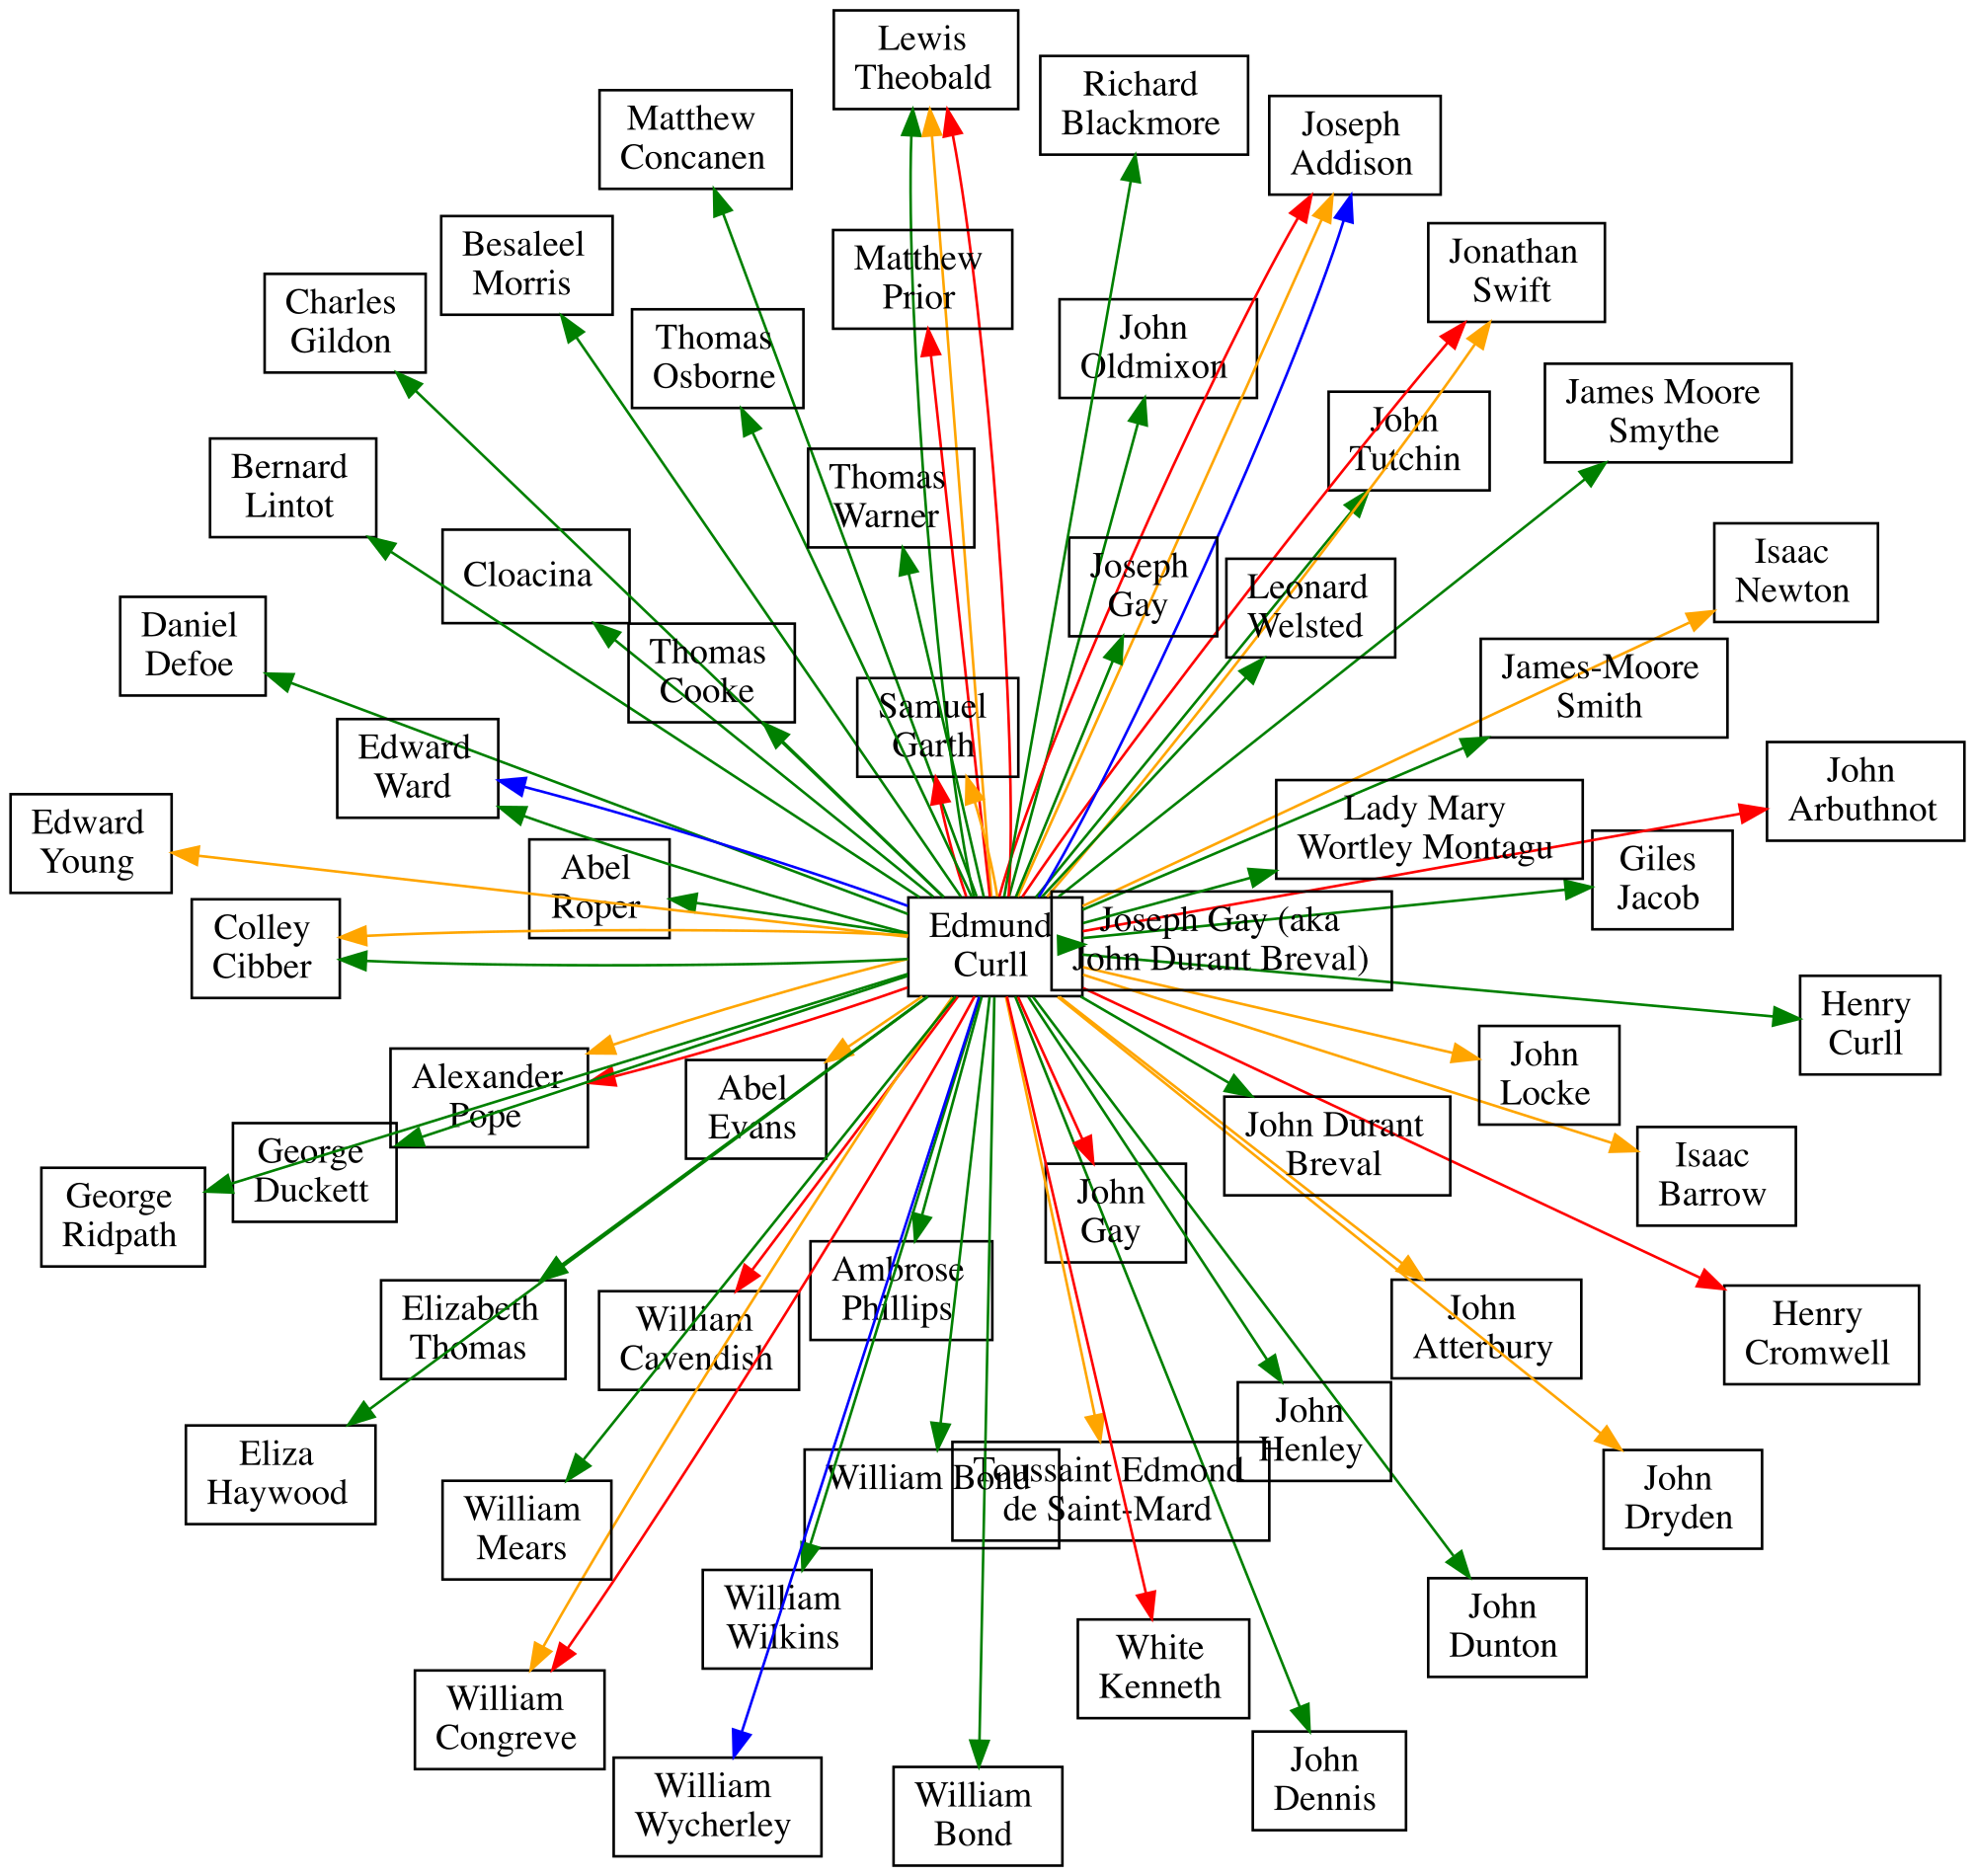 Lewis
Theobald
Richard
Blackmore
Matthew
Concanen
Joseph
Addison
Besaleel
Morris
Matthew
Prior
Jonathan
Swift
Charles
Gildon
Thomas
Osborne
John
Oldmixon
John
Tutchin
James Moore
Smythe
Bernard
Lintot
Thomas
Warner
Cloacina
Joseph
Gay
Leonard
Welsted
Isaac
Newton
Daniel
Defoe
Thomas
Cooke
Samuel
Garth
James-Moore
Smith
Edward
Ward
John
Arbuthnot
Edward
Young
Lady Mary
Wortley Montagu
Abel
Roper
Giles
Jacob
Colley
Cibber
Edmund
Curll
Joseph Gay (aka
John Durant Breval)
Henry
Curll
Alexander
Pope
Abel
Evans
John
Locke
John Durant
Breval
George
Duckett
Isaac
Barrow
George
Ridpath
John
Gay
Elizabeth
Thomas
William
Cavendish
Ambrose
Phillips
John
Atterbury
Henry
Cromwell
Eliza
Haywood
John
Henley
William
Mears
William Bond
Toussaint Edmond
de Saint-Mard
John
Dryden
William
Wilkins
White
Kenneth
John
Dunton
William
Congreve
William
Wycherley
William
Bond
John
Dennis